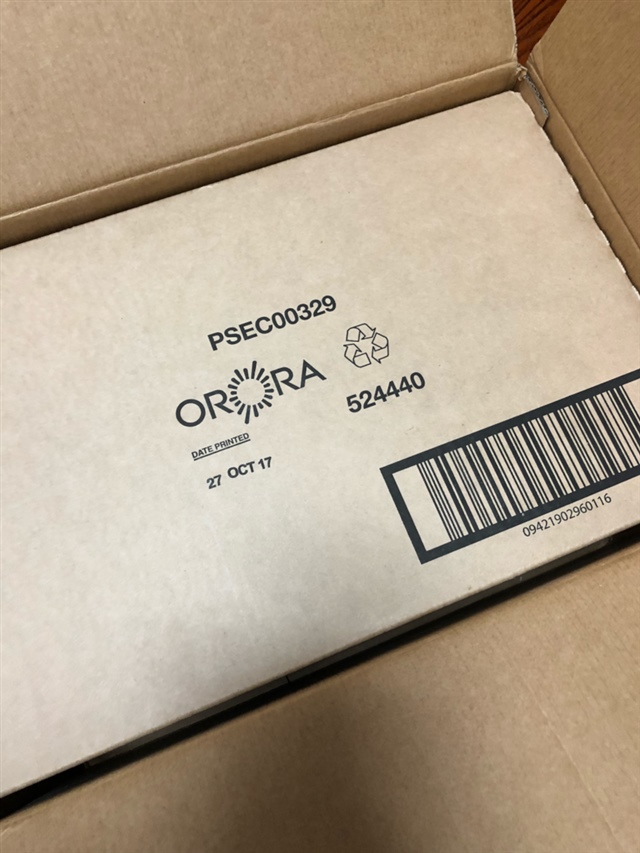 PSEC00329
ORORA
524440
DATE PRINTED
27 OCT 17
09421902960116